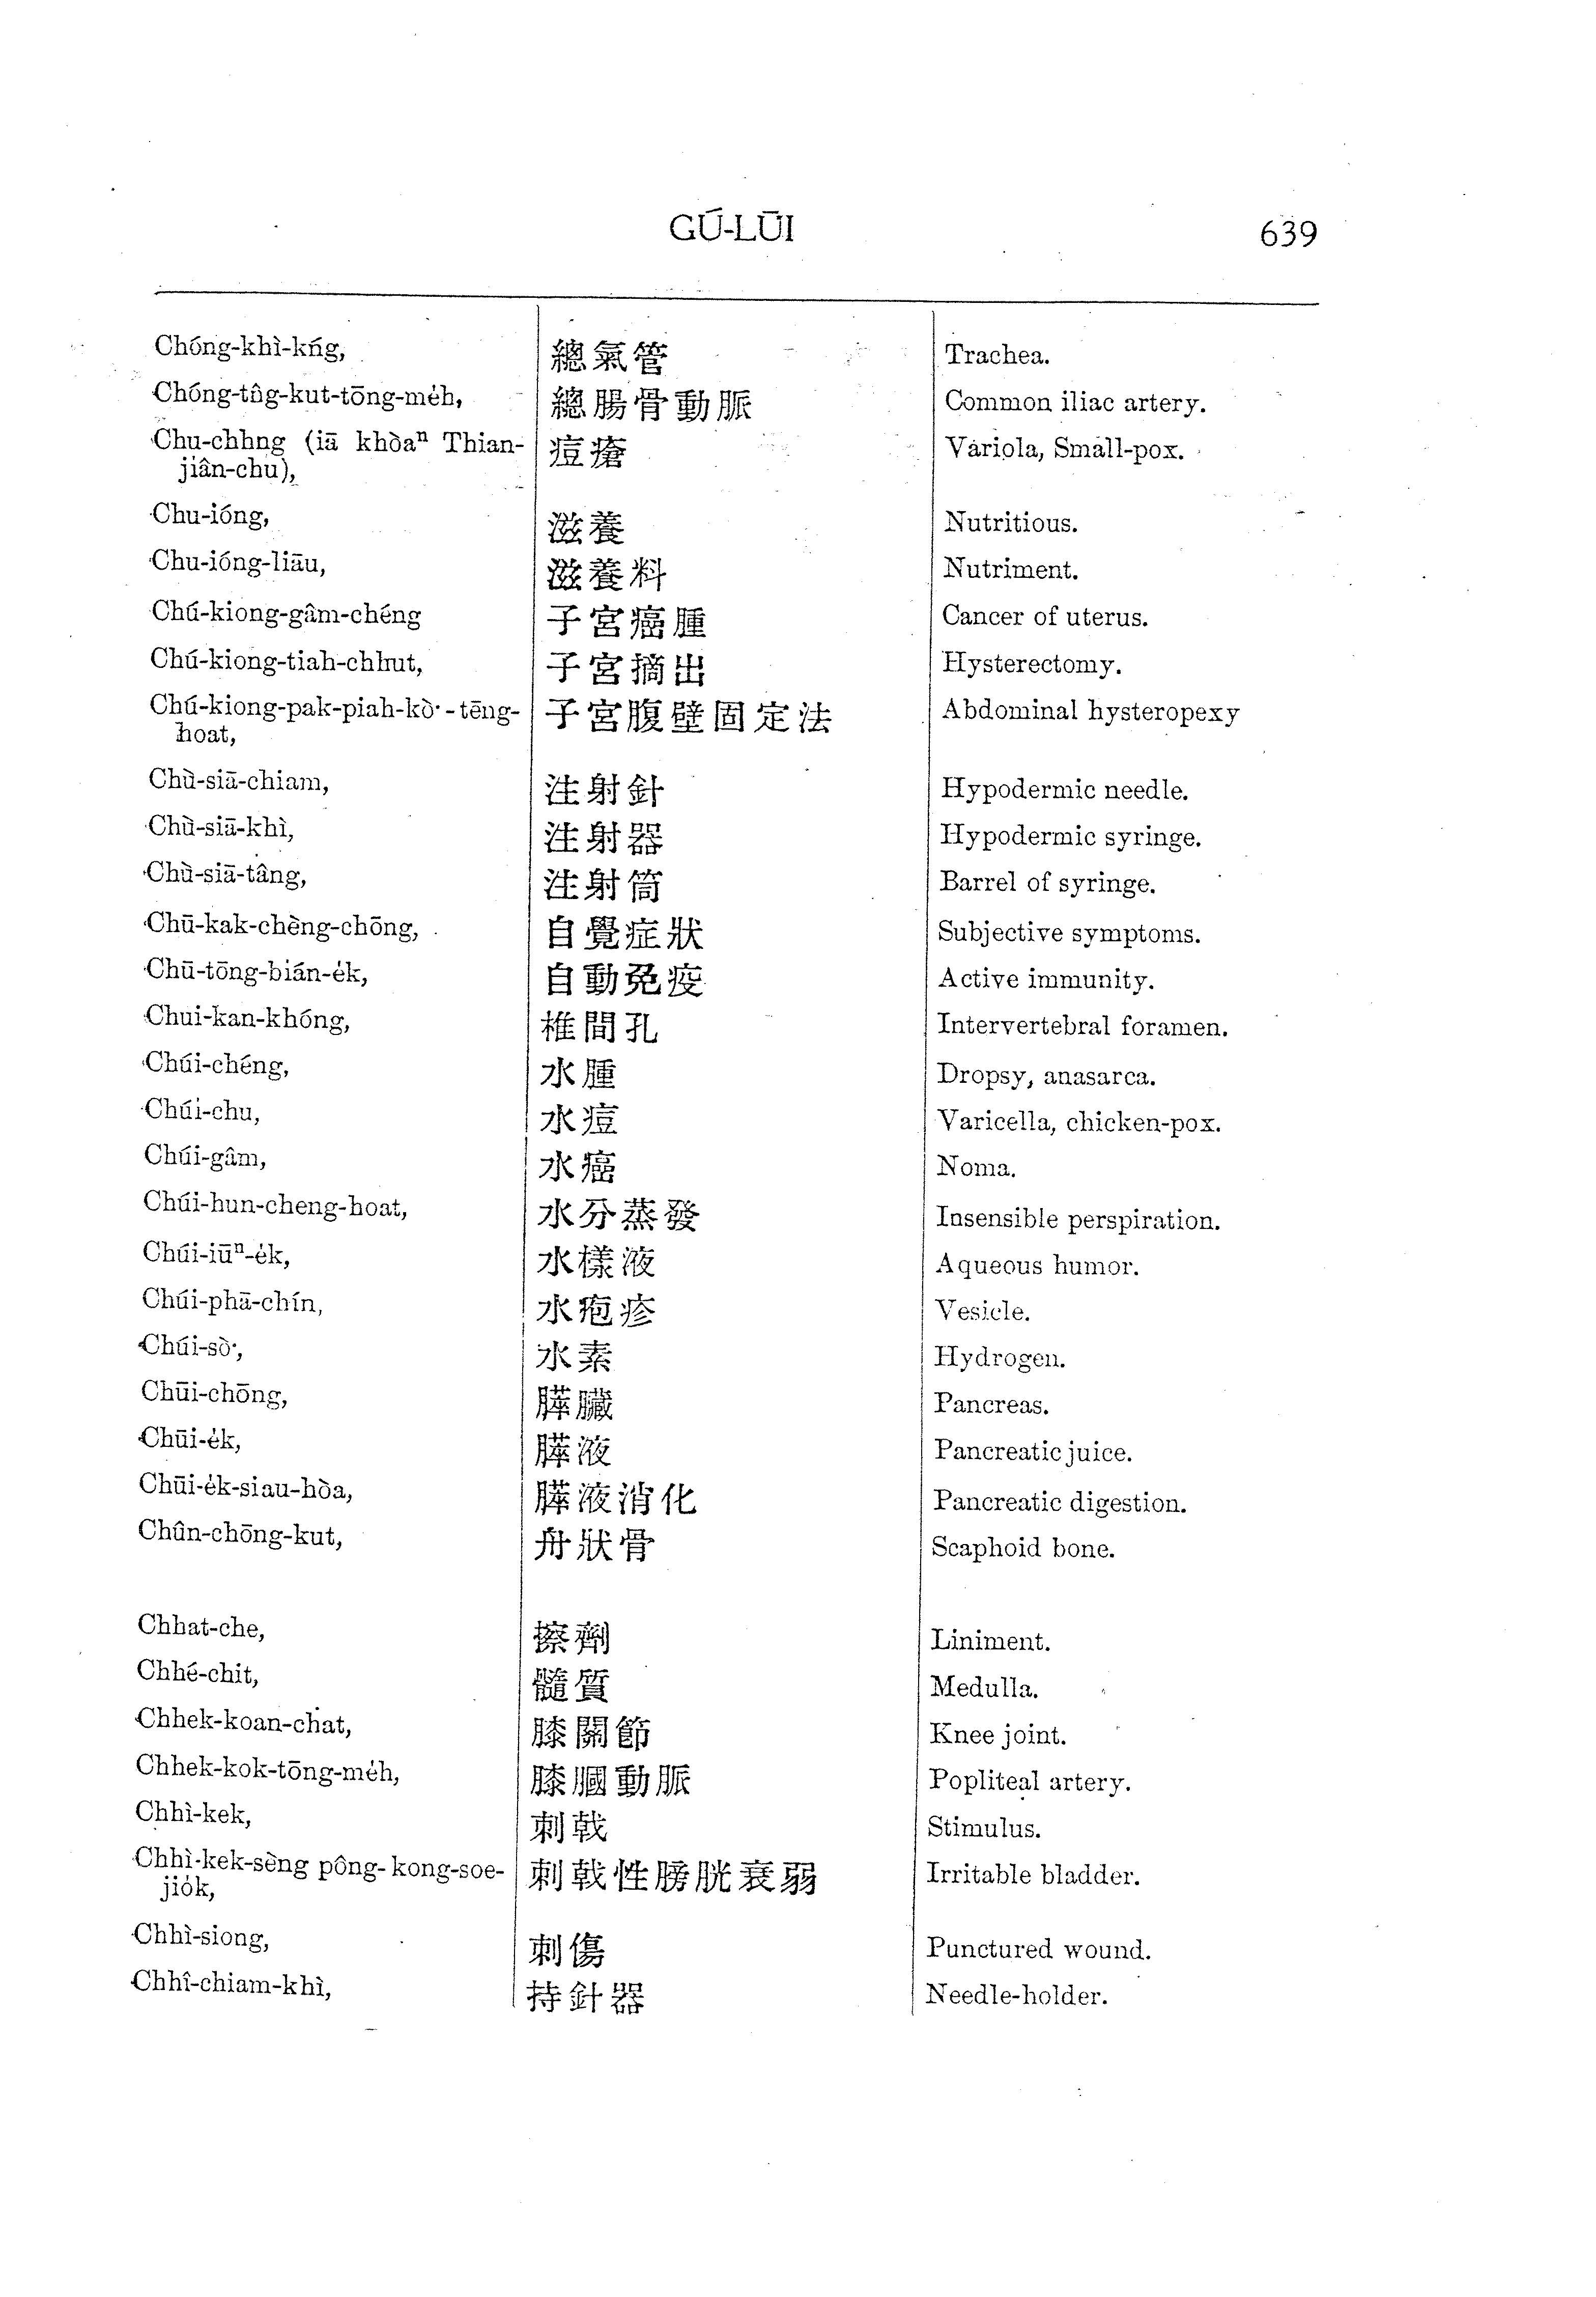 GÚ-LŪI 639
Chóng-khì-kńg, 總氣管 Trachea.
Chóng-tn̂g-kut-tōng-me̍h, 總腸骨動脈 Common iliac artery.
Chu-chhng (iā khòaⁿ Thian- 痘瘡 Variola, Small-pox.
jiân-chu),
Chu-ióng, 滋養 Nutritious.
Chu-ióng-liāu, 滋養料 Nutriment.
Chú-kiong-gâm-chéng 子宮癌腫 Cancer of uterus.
Chú-kiong-tiah-chhut, 子宮摘出 Hysterectomy.
Chú-kiong-pak-piah-kò·-tēng- 子宮腹壁固定法 Abdominal hysteropexy
hoat,
Chù-siā-chiam, 注射針 Hypodermic needle.
Chù-siā-khì, 注射器 Hypodermic syringe.
Chù-siā-tâng, 注射筒 Barrel of syringe.
Chū-kak-chèng-chōng, 自覺症狀 Subjective symptoms.
Chū-tōng-bián-e̍k, 自動免疫 Active immunity.
Chui-kan-khóng, 椎間孔 Intervertebral foramen.
Chúi-chéng, 水腫 Dropsy, anasarca.
Chúi-chu, 水痘 Varicella, chicken-pox.
Chúi-gâm, 水癌 Noma.
Chúi-hun-cheng-hoat, 水分蒸發 Insensible perspiration.
Chúi-iūⁿ-e̍k, 水樣液 Aqueous humor.
Chúi-phā-chín, 水疱疹 Vesicle.
Chúi-sò·, 水素 Hydrogen.
Chūi-chōng, 膵臟 Pancreas.
Chūi-e̍k, 膵液 Pancreatic juice.
Chūi-e̍k-siau-hòa, 膵液消化 Pancreatic digestion.
Chûn-chōng-kut, 舟狀骨 Scaphoid bone.
Chhat-che, 擦劑 Liniment.
Chhé-chit, 髓質 Medulla.
Chhek-koan-chat, 膝關節 Knee joint.
Chhek-kok-tōng-me̍h, 膝膕動脈 Popliteal artery.
Chhì-kek, 刺戟 Stimulus.
Chhì-kek-sèng pông-kong-soe- 刺戟性膀胱衰弱 Irritable bladder.
jio̍k,
Chhì-siong, 刺傷 Punctured wound.
Chhî-chiam-khì, 持針器 Needle-holder.